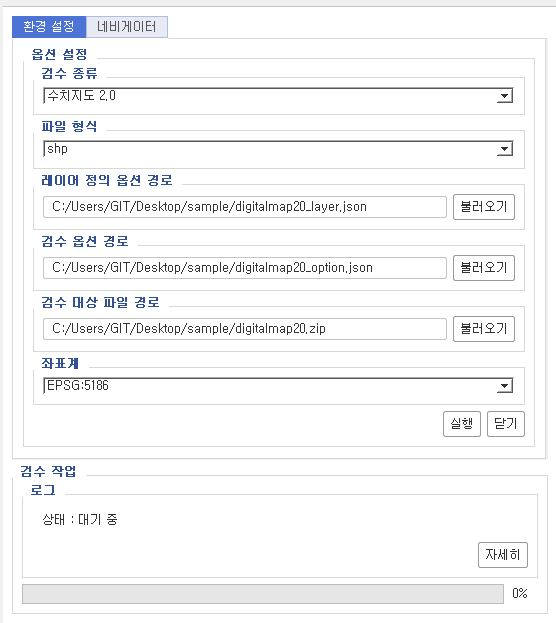 환경 설정 네비게이터
옵션 설정
검수 종류
수치지도 2.0
파일 형식
shp
레이어 정의 옵션 경로
C:/Users/GIT/Desktop/sample/digitalmap20_layer.json 불러오기
검수 옵션 경로
C:/Users/GIT/Desktop/sample/digitalmap20_option.json 불러오기
검수 대상 파일 경로
C:/Users/GIT/Desktop/sample/digitalmap20.zip 불러오기
좌표계
EPSG:5186
실행 닫기
검수 작업
로그
상태 : 대기 중
자세히
0%